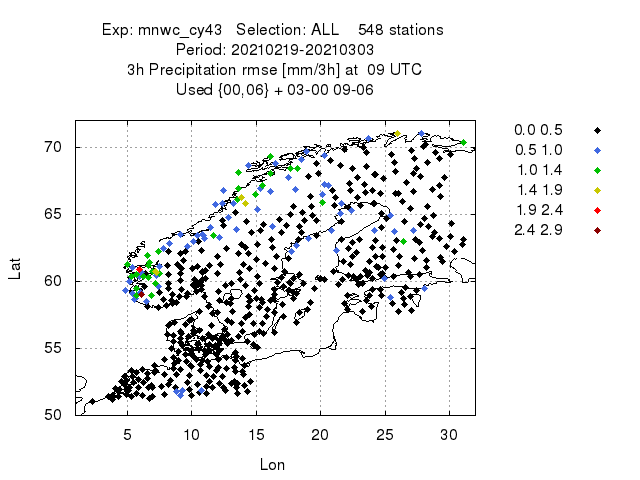 Exp: mnwc_cy43 Selection: ALL 548 stations
Period: 20210219-20210303
3h Precipitation rmse [mm/3h] at 09 UTC
Used {00,06} + 03-00 09-06
0.0 0.5
0.5 1.0
1.0 1.4
1.4 1.9
1.9 2.4
2.4 2.9
70
65
60
55
50
Lat
5 10 15 20 25 30
Lon